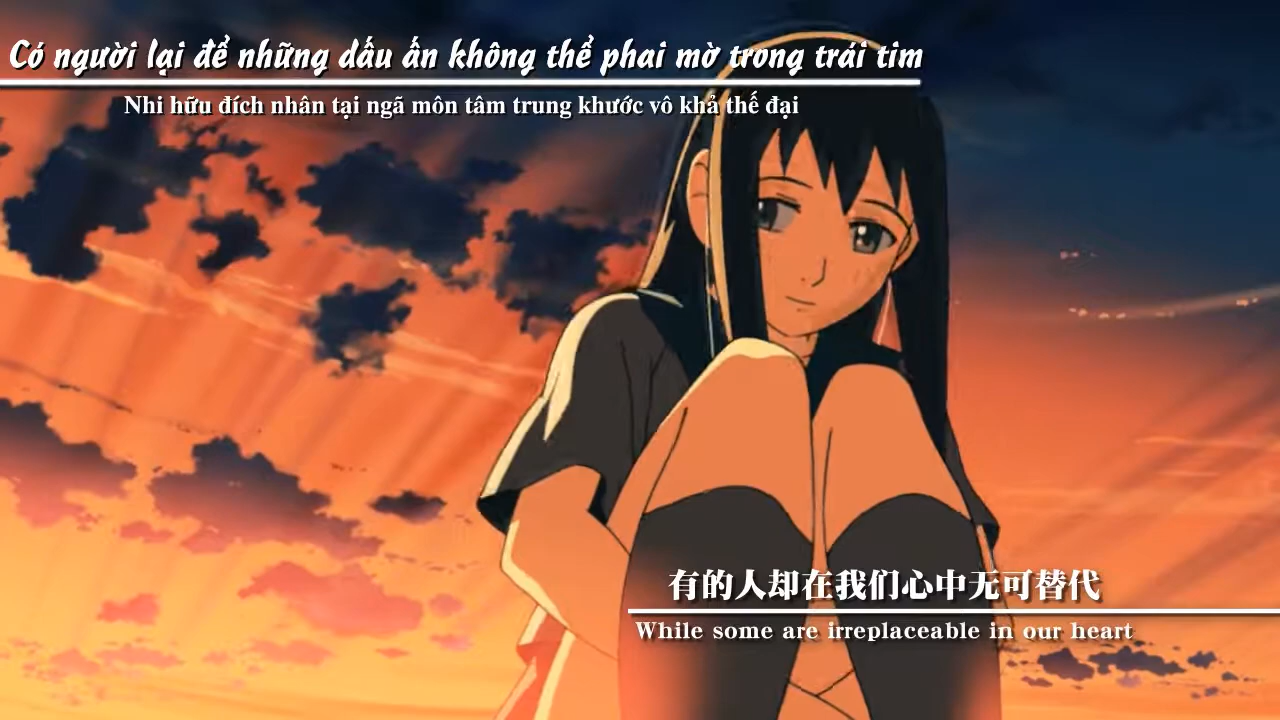 Có người lại để những dấu ấn không thể phai mờ trong trái tim
Nhi hữu đích nhân tại ngã môn tâm trung khước vô khả thế đại
有的人却在我们心中无可替代
While some are irreplaceable in our heart